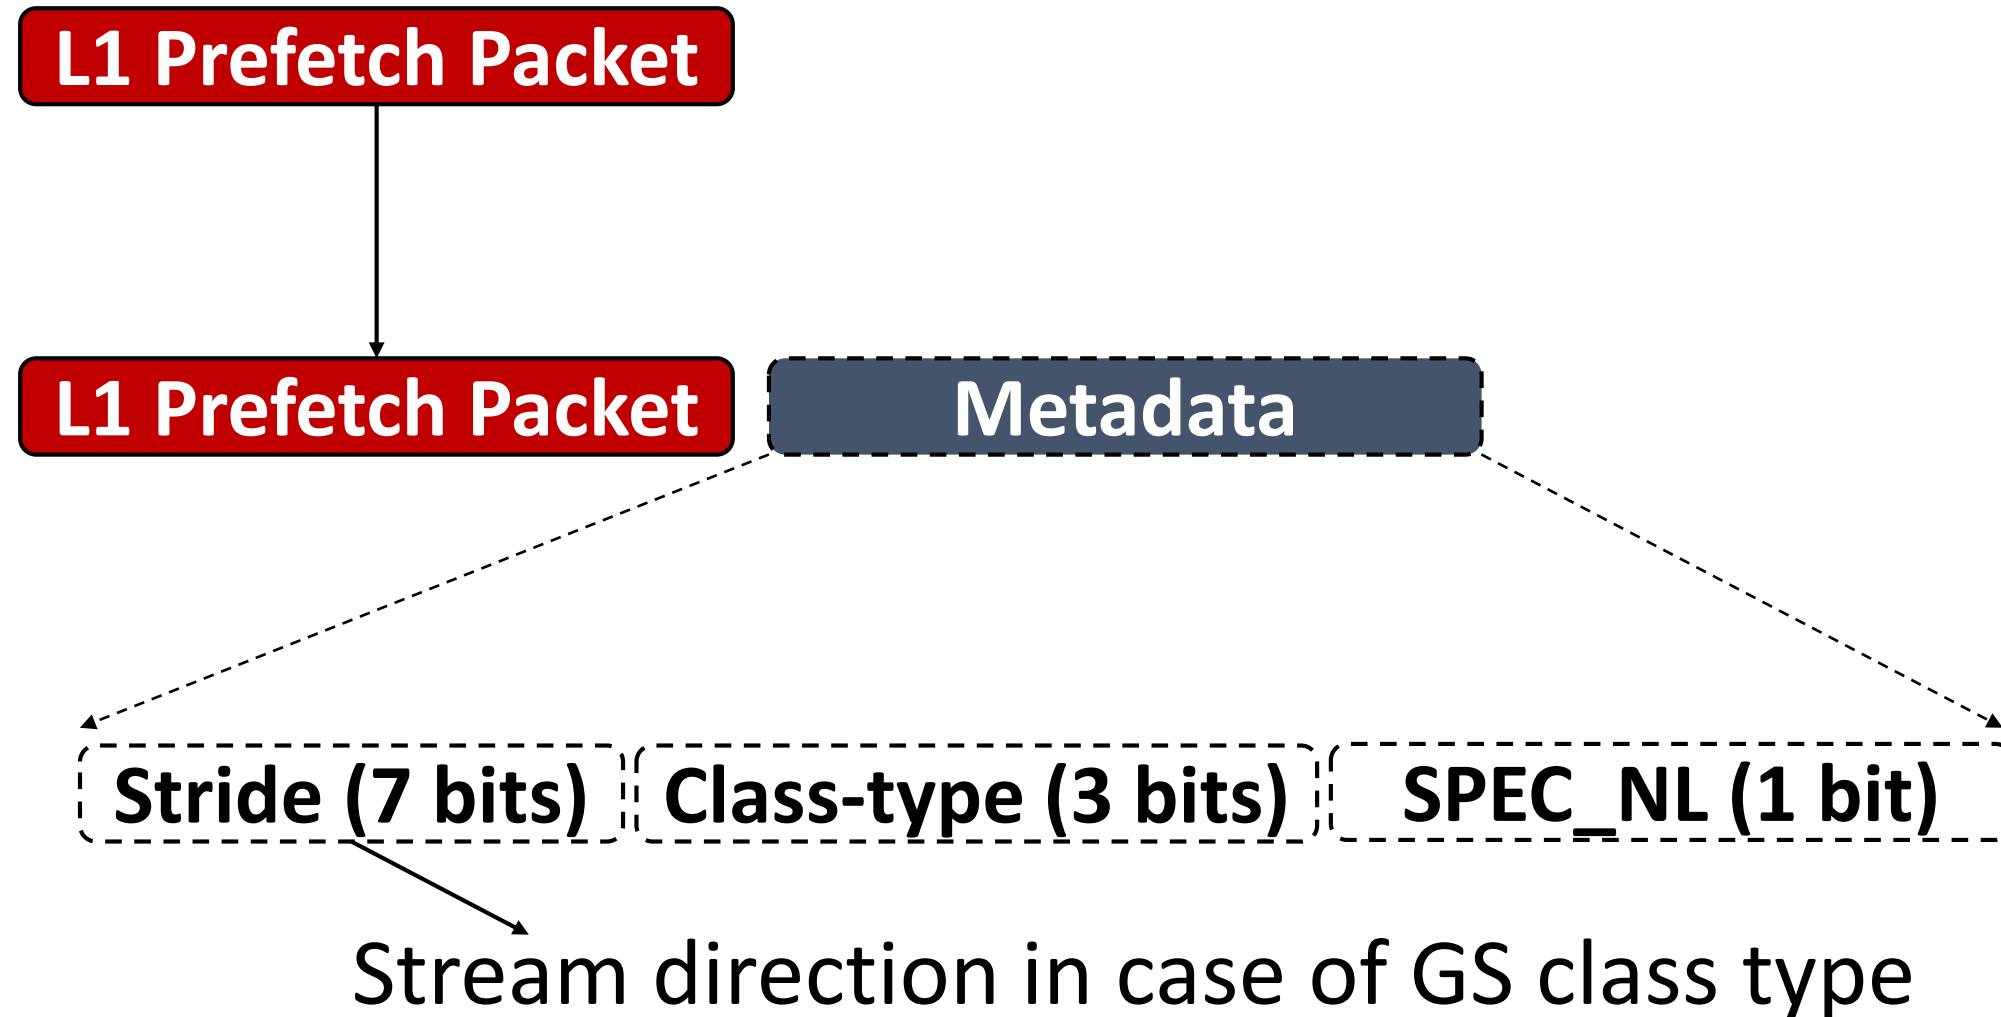 L1 Prefetch Packet
L1 Prefetch Packet
Metadata
Stride (7 bits)
Class-type (3 bits)
SPEC_NL (1 bit)
Stream direction in case of GS class type